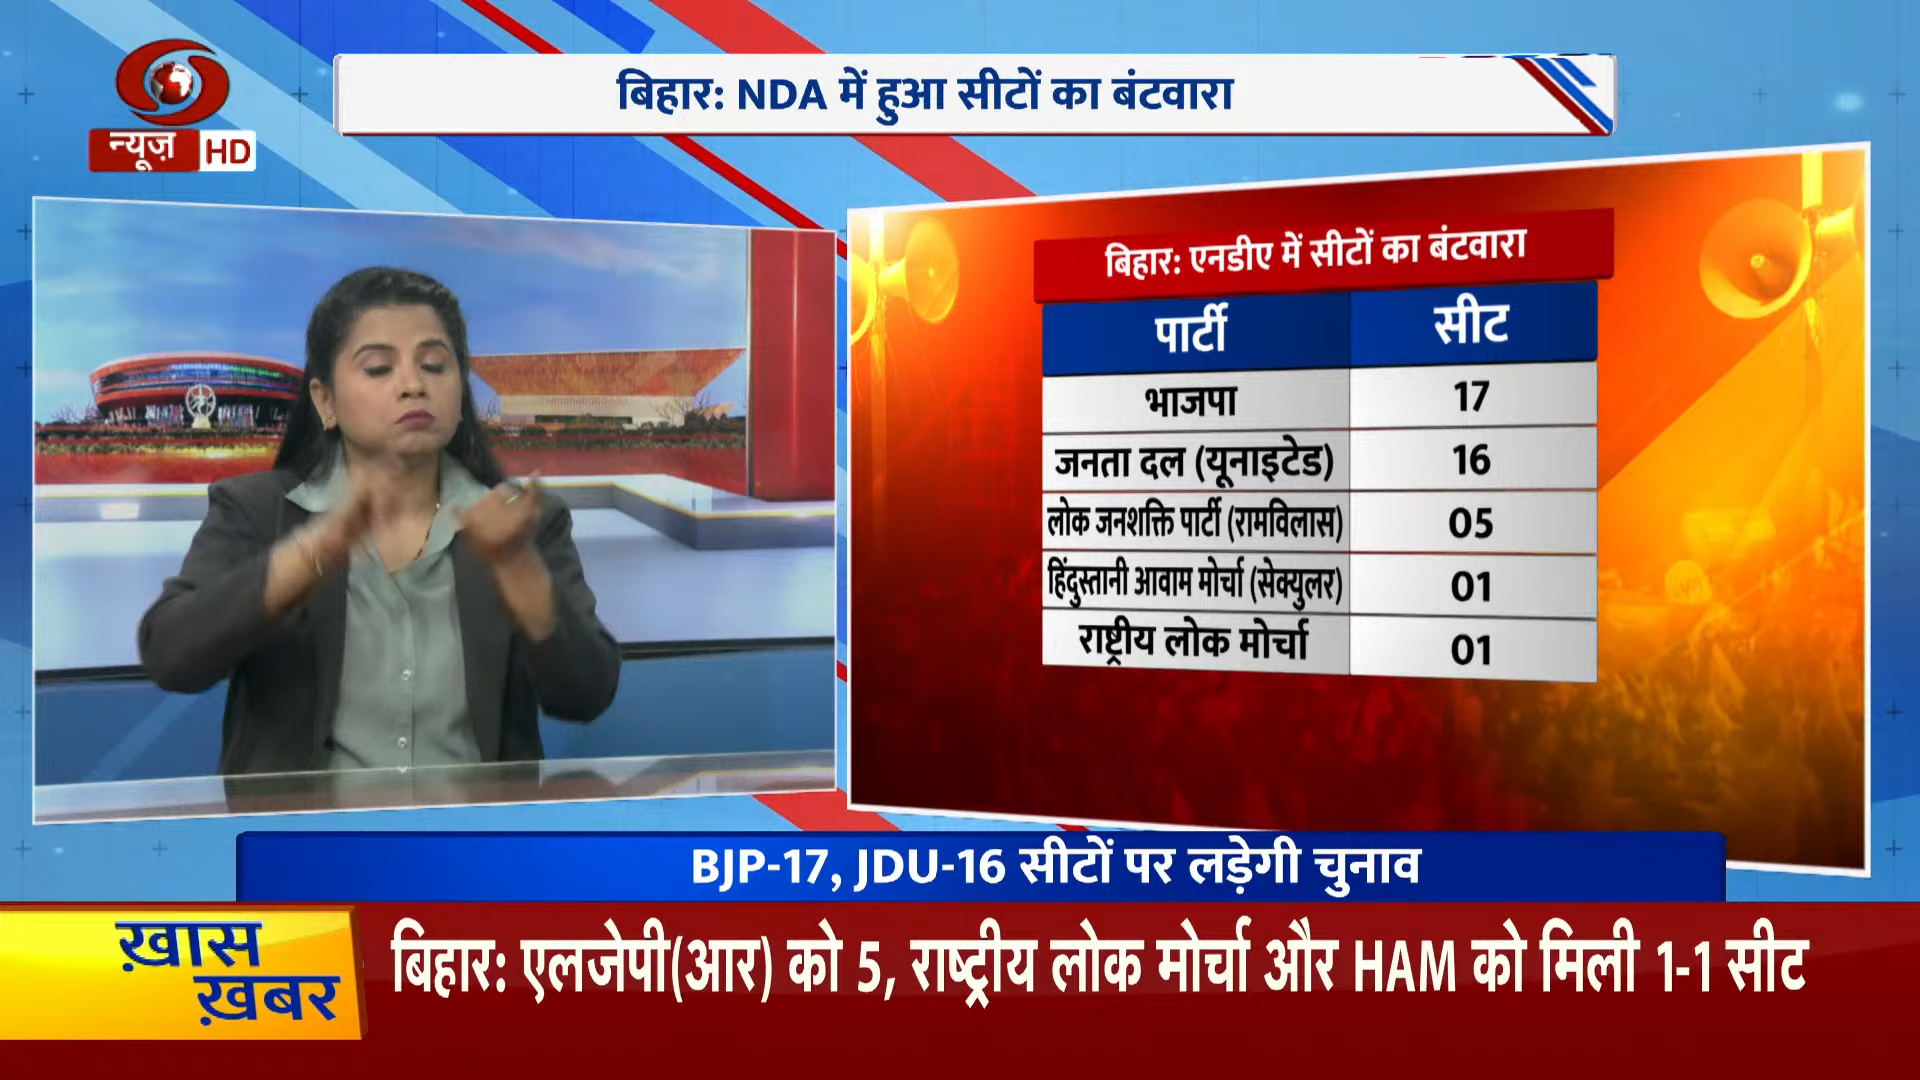 न्यूज़ HD
बिहार: NDA में हुआ सीटों का बंटवारा
बिहार: एनडीए में सीटों का बंटवारा
पार्टी सीट
भाजपा 17
जनता दल (यूनाइटेड) 16
लोक जनशक्ति पार्टी (रामविलास) 05
हिंदुस्तानी आवाम मोर्चा (सेक्युलर) 01
राष्ट्रीय लोक मोर्चा 01
BJP-17, JDU-16 सीटों पर लड़ेगी चुनाव
ख़ास
ख़बर
बिहार: एलजेपी(आर) को 5, राष्ट्रीय लोक मोर्चा और HAM को मिली 1-1 सीट